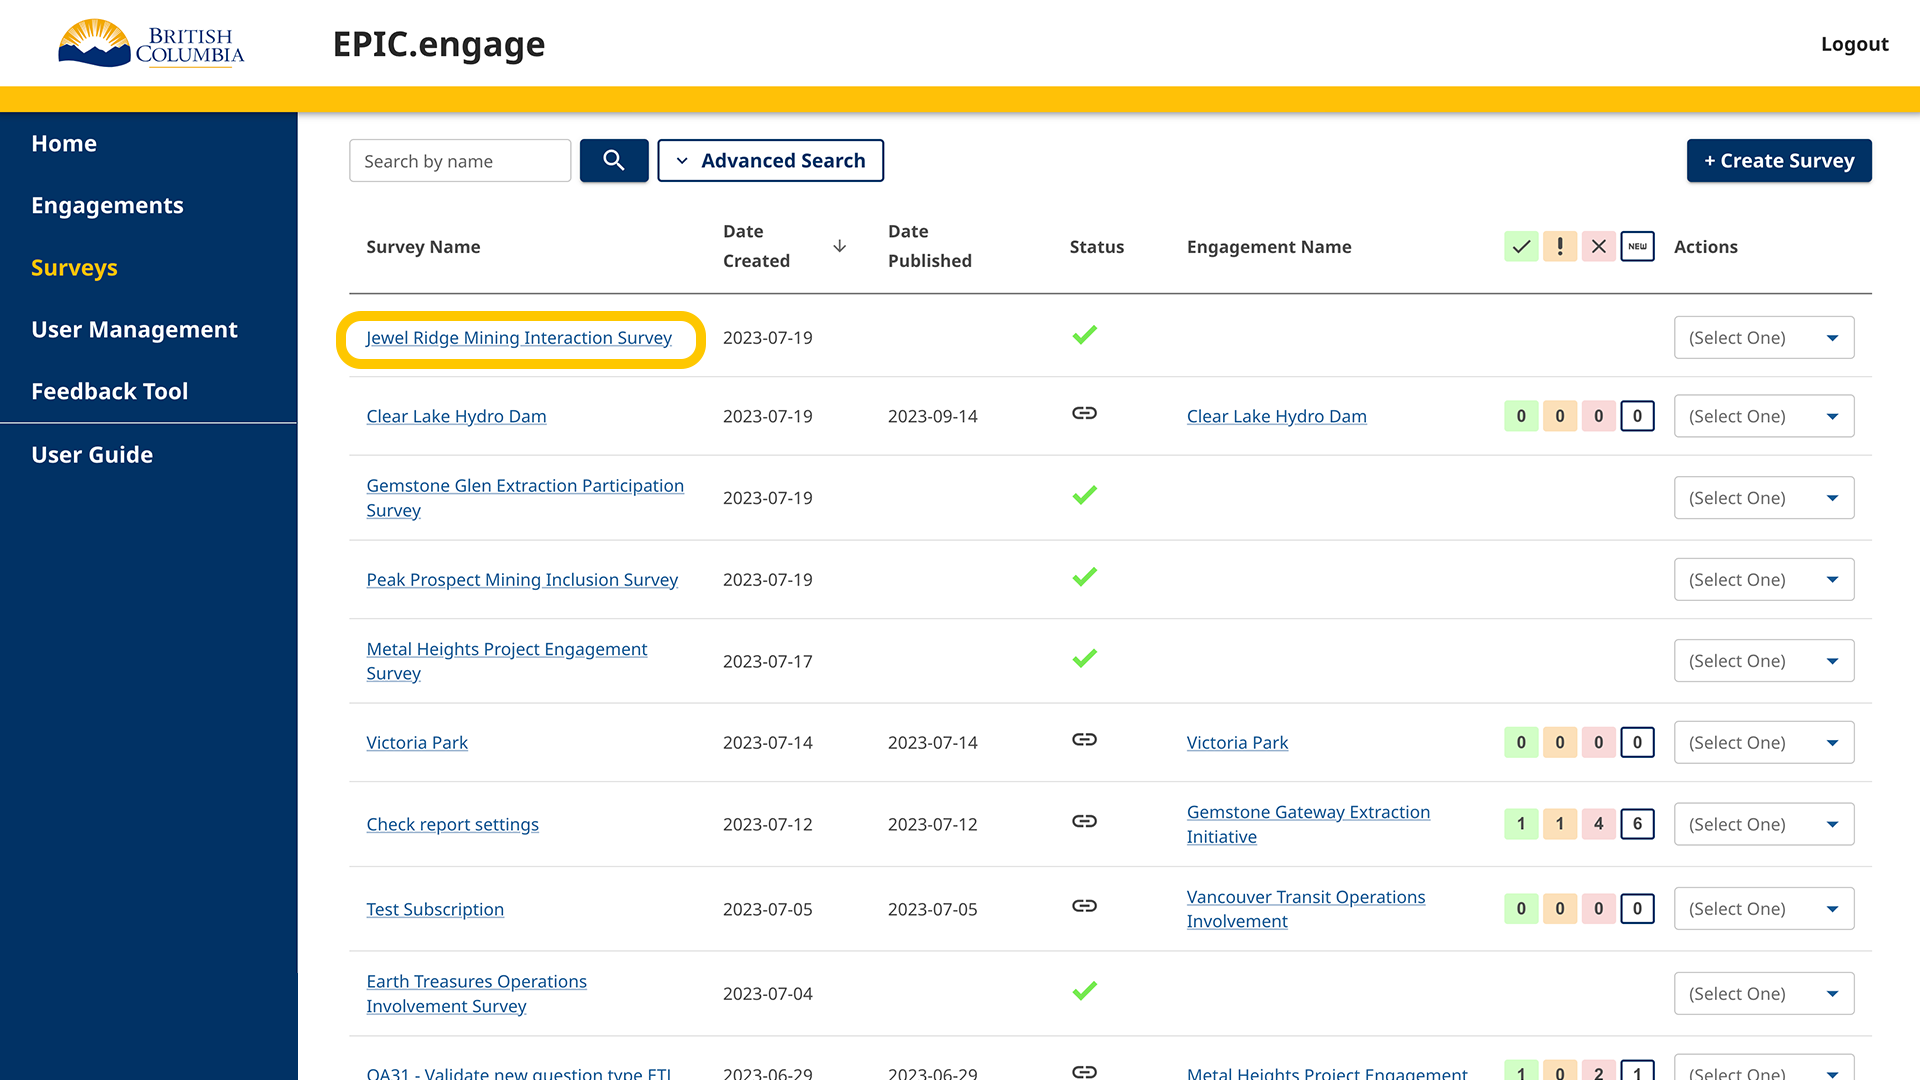 BRITISH
COLUMBIA
EPIC.engage
Logout
Home
Engagements
Surveys
User Management
Feedback Tool
User Guide
Search by name
Advanced Search
+ Create Survey
Survey Name
Date
Created
Date
Published
Status
Engagement Name
NEW
Actions
Jewel Ridge Mining Interaction Survey 2023-07-19 (Select One)
Clear Lake Hydro Dam 2023-07-19 2023-09-14 Clear Lake Hydro Dam 0 0 0 0 (Select One)
Gemstone Glen Extraction Participation
Survey
2023-07-19 (Select One)
Peak Prospect Mining Inclusion Survey 2023-07-19 (Select One)
Metal Heights Project Engagement
Survey
2023-07-17 (Select One)
Victoria Park 2023-07-14 2023-07-14 Victoria Park 0 0 0 0 (Select One)
Check report settings 2023-07-12 2023-07-12
Gemstone Gateway Extraction
Initiative
1 1 4 6 (Select One)
Test Subscription 2023-07-05 2023-07-05
Vancouver Transit Operations
Involvement
0 0 0 0 (Select One)
Earth Treasures Operations
Involvement Survey
2023-07-04 (Select One)
QA31 - Validate new question type ETL 2023-06-29 2023-06-29 Metal Heights Project Engagement 1 0 2 1 (Select One)